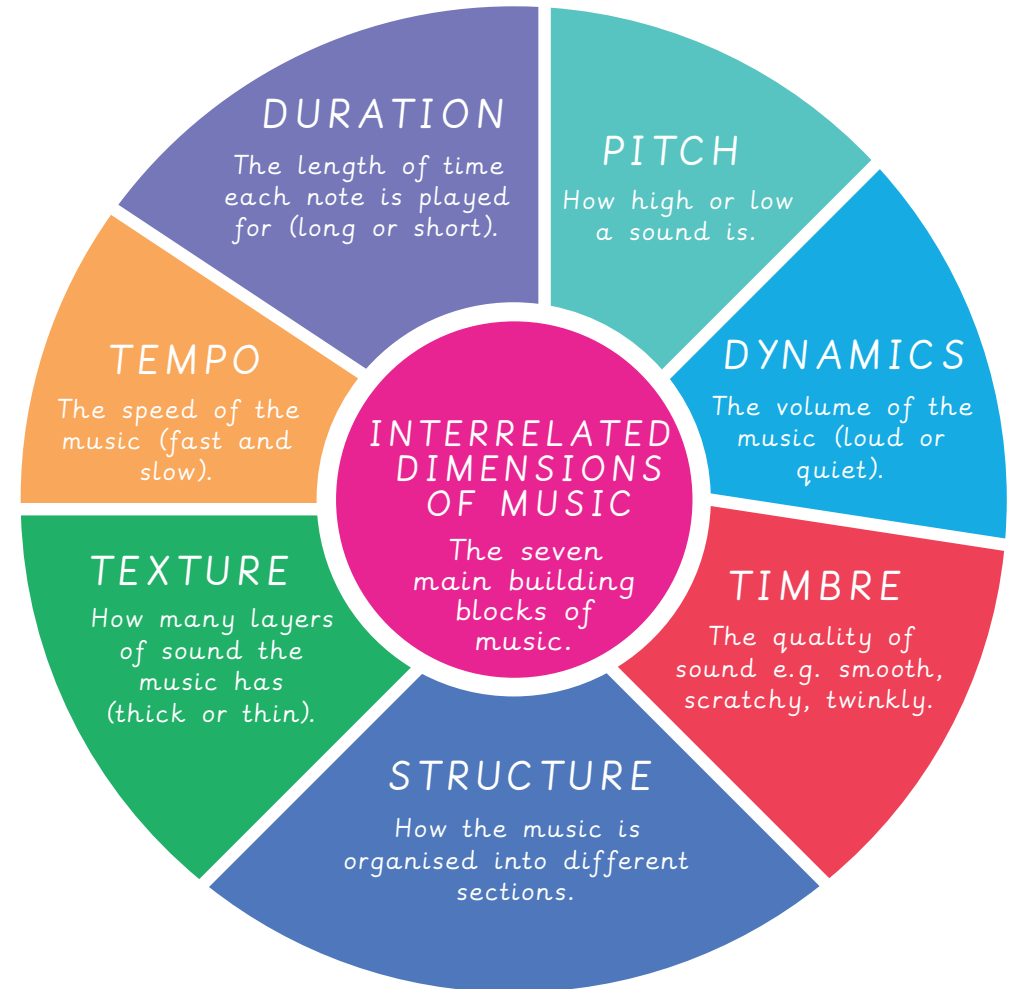 DURATION
The length of time
each note is played
for (long or short).
PITCH
How high or low
a sound is.
DYNAMICS
The volume of the
music (loud or
quiet).
TIMBRE
The quality of
sound e.g. smooth,
scratchy, twinkly.
STRUCTURE
How the music is
organised into different
sections.
TEXTURE
How many layers
of sound the
music has
(thick or thin).
TEMPO
The speed of the
music (fast and
slow).
INTERRELATED
DIMENSIONS
OF MUSIC
The seven
main building
blocks of
music.